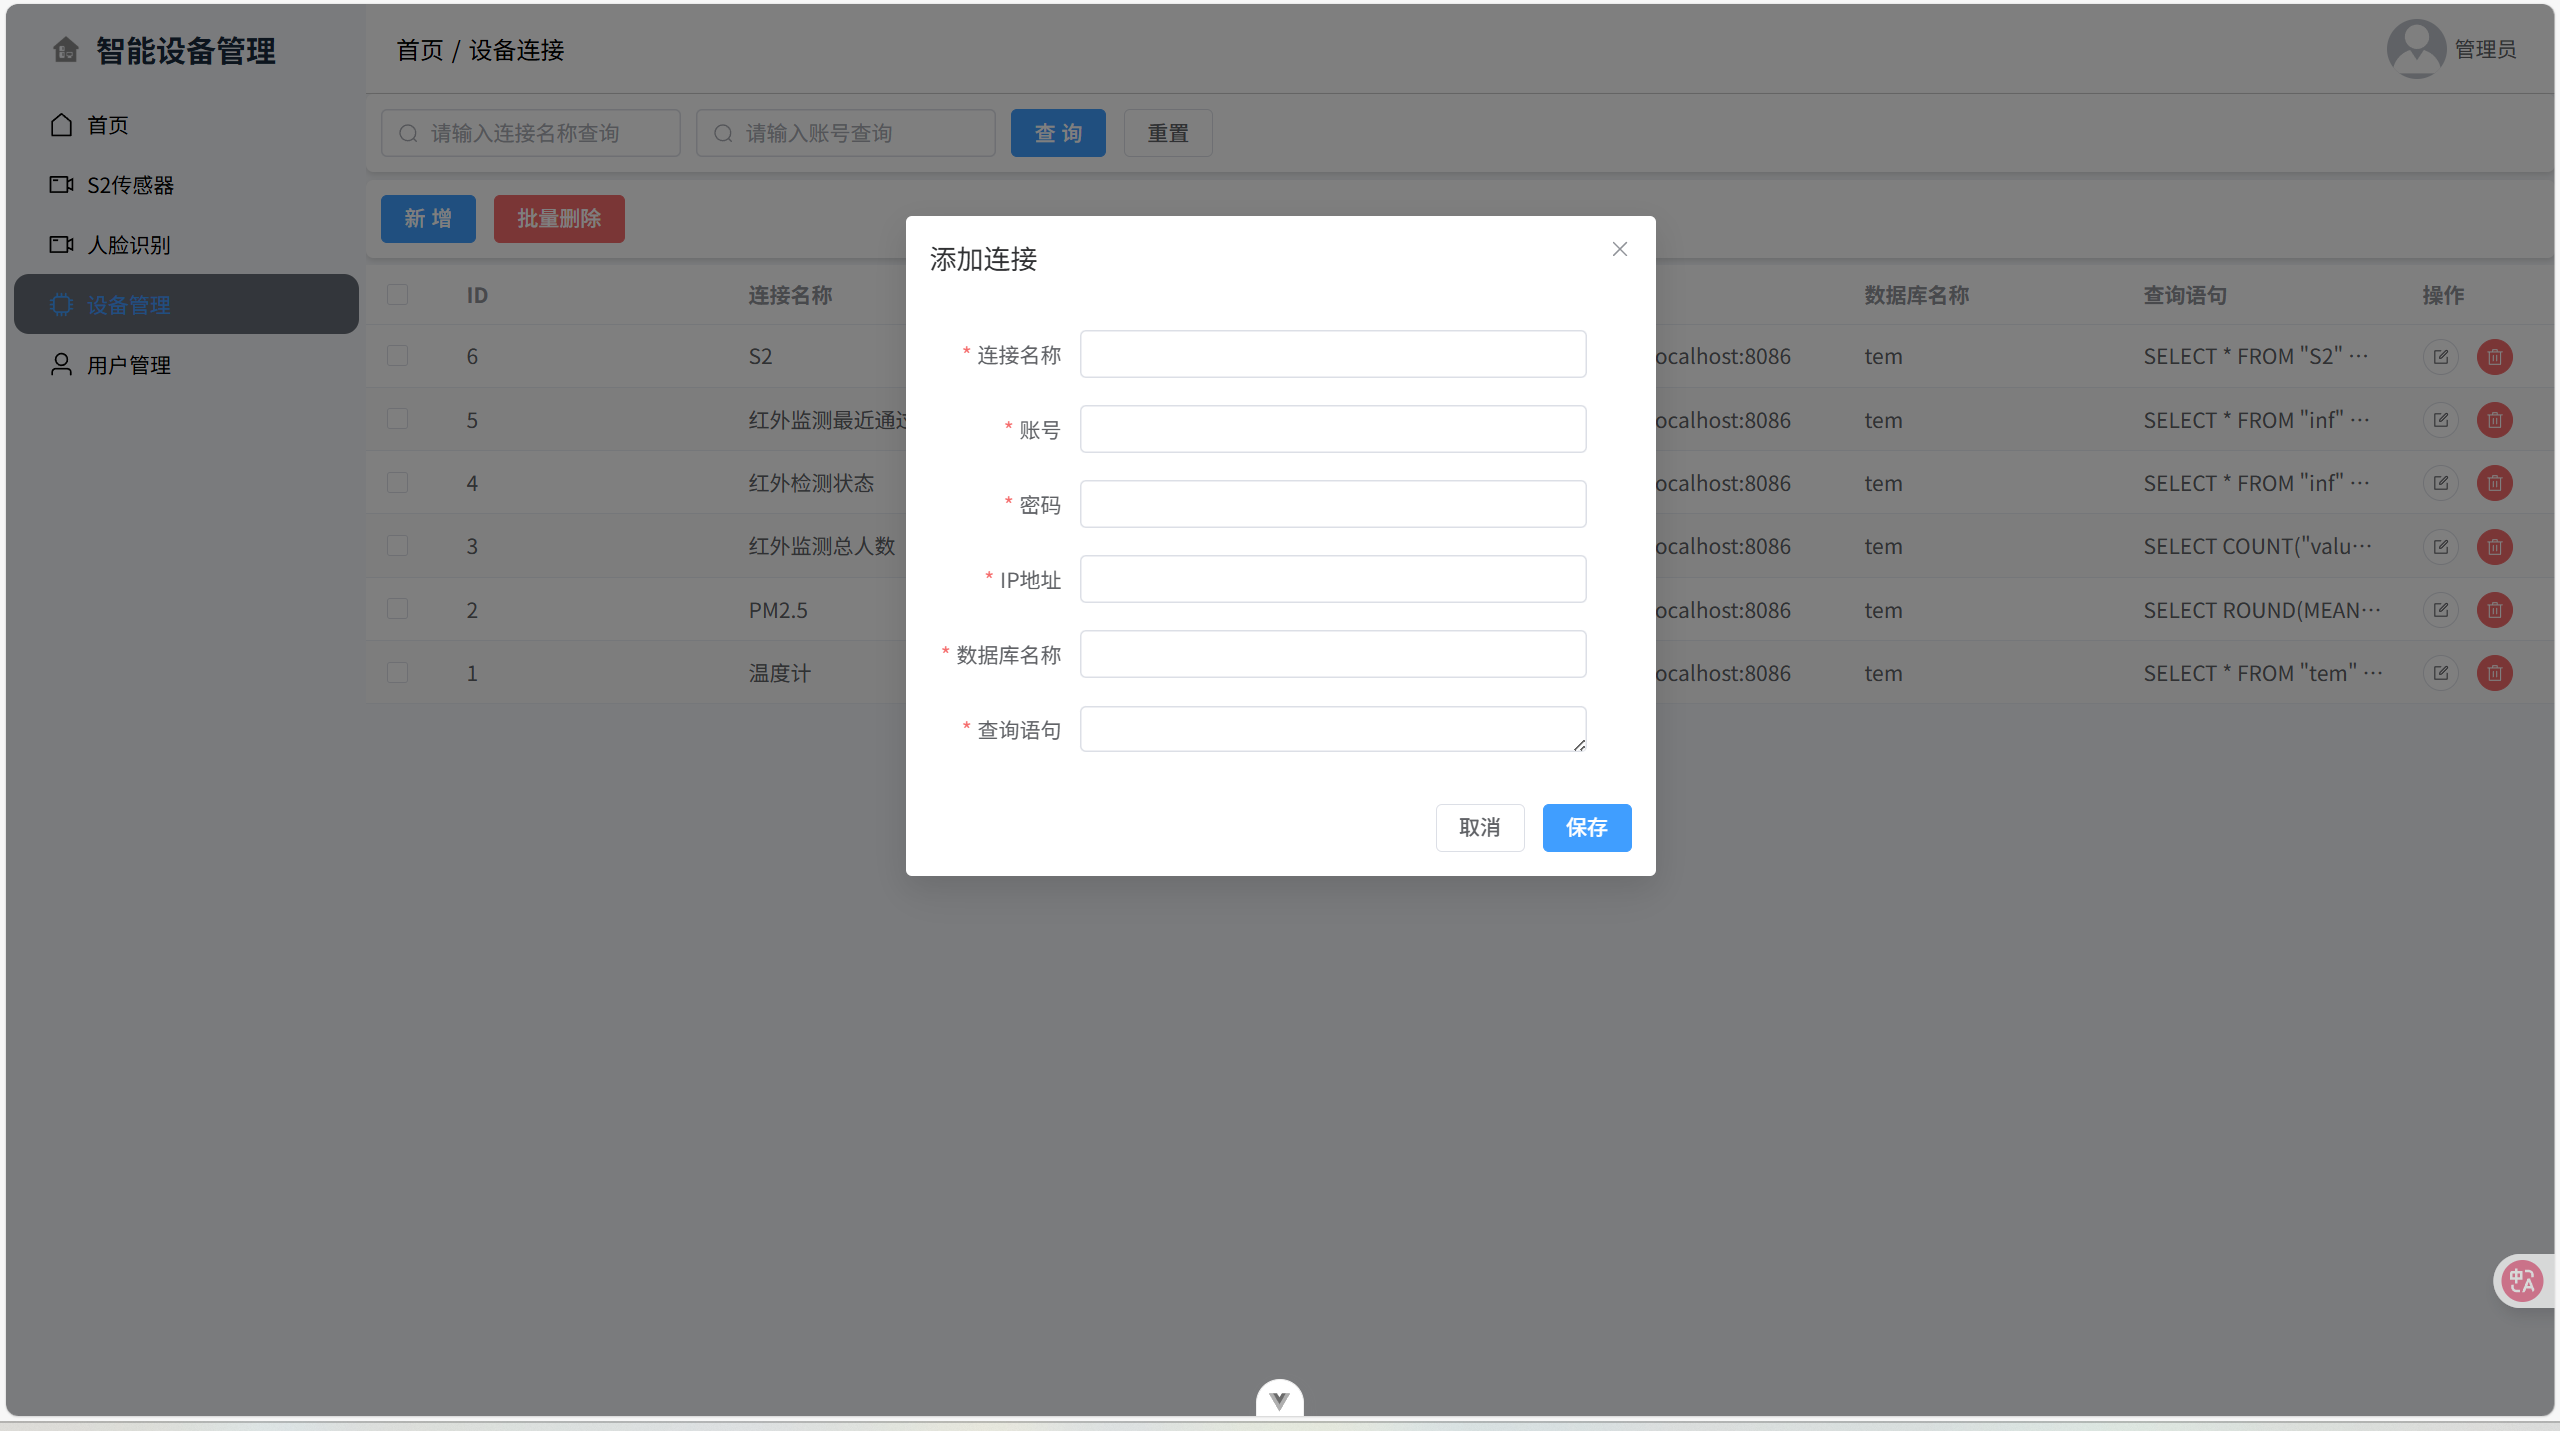 智能设备管理
首页 / 设备连接
管理员
首页
S2传感器
人脸识别
设备管理
用户管理
请输入连接名称查询
请输入账号查询
查 询
重置
新 增
批量删除
ID
连接名称
数据库名称
查询语句
操作
6
S2
ocalhost:8086
tem
SELECT * FROM "S2" ···
5
红外监测最近通
ocalhost:8086
tem
SELECT * FROM "inf" ···
4
红外检测状态
ocalhost:8086
tem
SELECT * FROM "inf" ···
3
红外监测总人数
ocalhost:8086
tem
SELECT COUNT("valu···
2
PM2.5
ocalhost:8086
tem
SELECT ROUND(MEAN···
1
温度计
ocalhost:8086
tem
SELECT * FROM "tem" ···
添加连接
* 连接名称
* 账号
* 密码
* IP地址
* 数据库名称
* 查询语句
取消
保存
中A